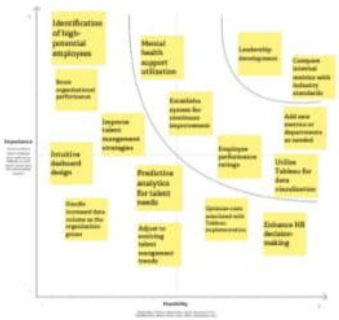 Identification
of high-
potential
employees
Mental
health
support
utilization
Leadership
development
Compare
internal
metrics with
industry
standards
Boost
organizational
performance
Establish
system for
continuous
improvement
Add new
metrics or
departments
as needed
Improve
talent
management
strategies
Employee
performance
ratings
Importance
Intuitive
dashboard
design
Predictive
analytics
for talent
needs
Utilize
Tableau for
data
visualization
Handle
increased data
volume as the
organization
grows
Optimize costs
associated with
Tableau
implementation
Adjust to
evolving
talent
management
trends
Enhance HR
decision-
making
Feasibility